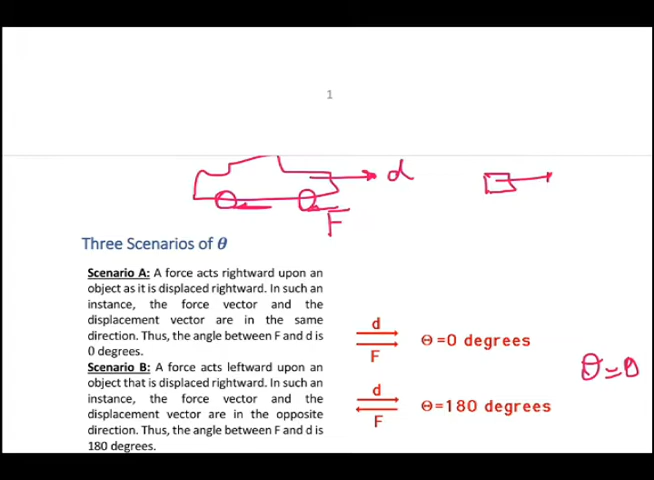 1
d
F
Three Scenarios of θ
Scenario A: A force acts rightward upon an
object as it is displaced rightward. In such an
instance, the force vector and the
displacement vector are in the same
direction. Thus, the angle between F and d is
0 degrees.
d
F
Θ=0 degrees
θ=0
Scenario B: A force acts leftward upon an
object that is displaced rightward. In such an
instance, the force vector and the
displacement vector are in the opposite
direction. Thus, the angle between F and d is
180 degrees.
d
F
Θ=180 degrees